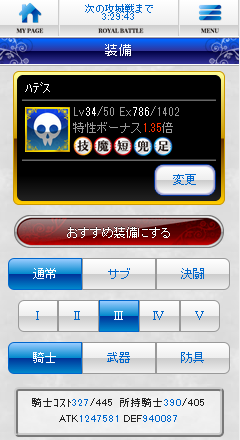 次の攻城戦まで
3:29:43
MY PAGE ROYAL BATTLE MENU
装備
ハデス
Lv34/50 Ex786/1402
特性ボーナス1.35倍
技魔短兜足
変更
おすすめ装備にする
通常 サブ 決闘
I II III IV V
騎士 武器 防具
騎士コスト327/445 所持騎士390/405
ATK1247581 DEF940087